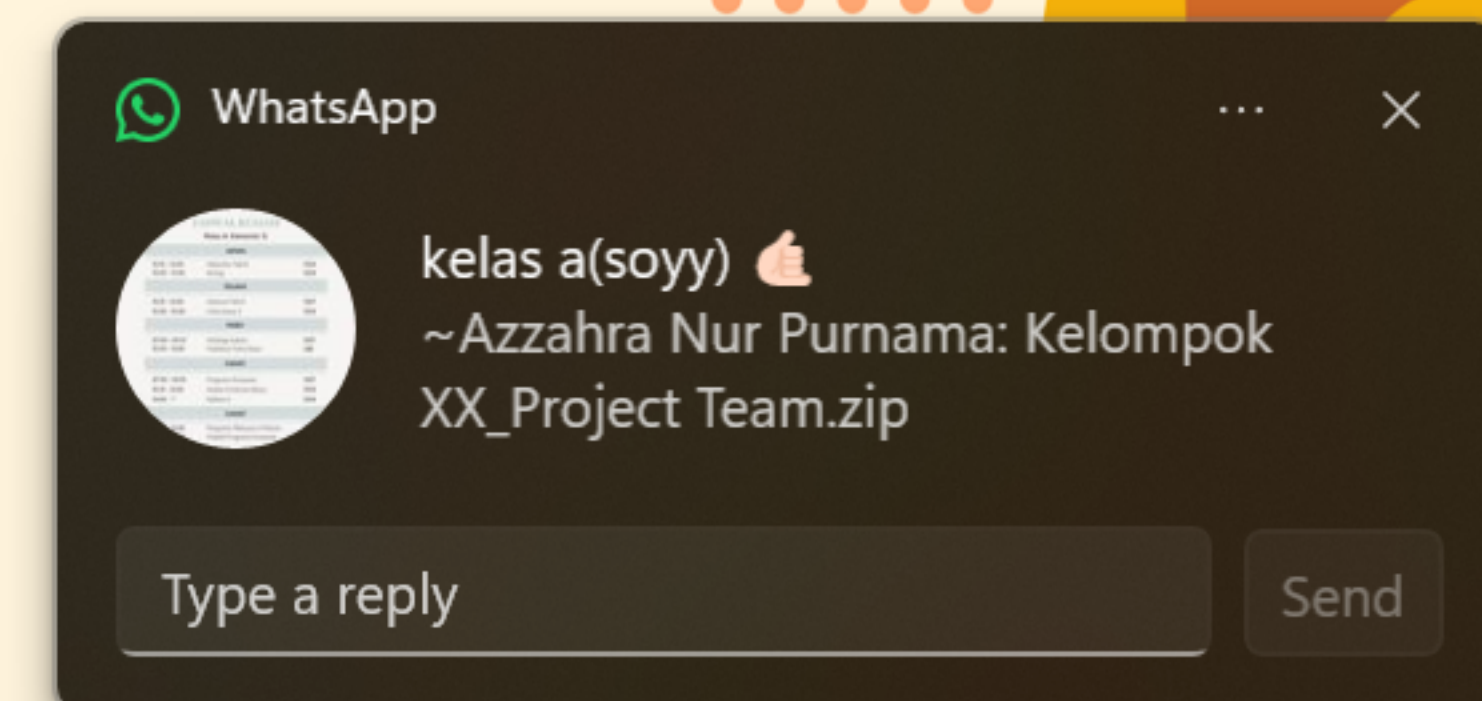 WhatsApp
kelas a(soyy) 🤙🏻
~Azzahra Nur Purnama: Kelompok
XX_Project Team.zip
Type a reply
Send